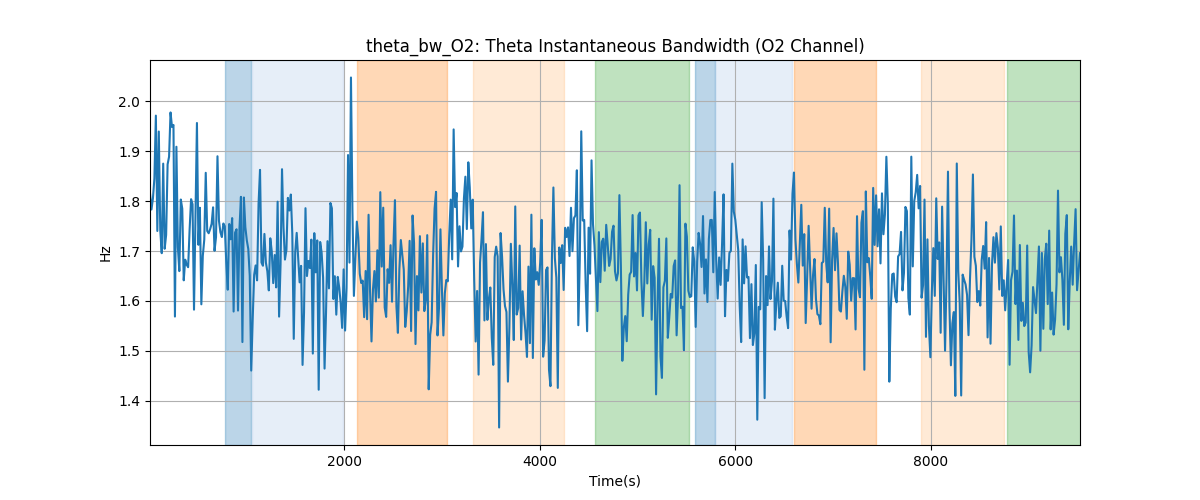 theta_bw_O2: Theta Instantaneous Bandwidth (O2 Channel)
2.0
1.9
1.8
1.7
1.6
1.5
1.4
Hz
2000 4000 6000 8000
Time(s)